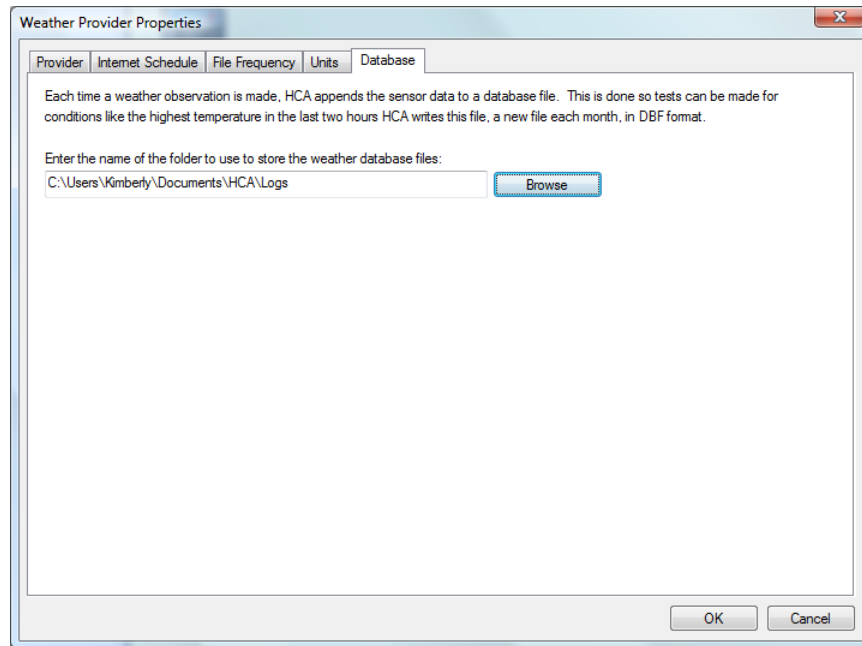 Weather Provider Properties
Provider Internet Schedule File Frequency Units Database
Each time a weather observation is made, HCA appends the sensor data to a database file. This is done so tests can be made for
conditions like the highest temperature in the last two hours HCA writes this file, a new file each month, in DBF format.
Enter the name of the folder to use to store the weather database files:
C:\Users\Kimberly\Documents\HCA\Logs Browse
OK Cancel